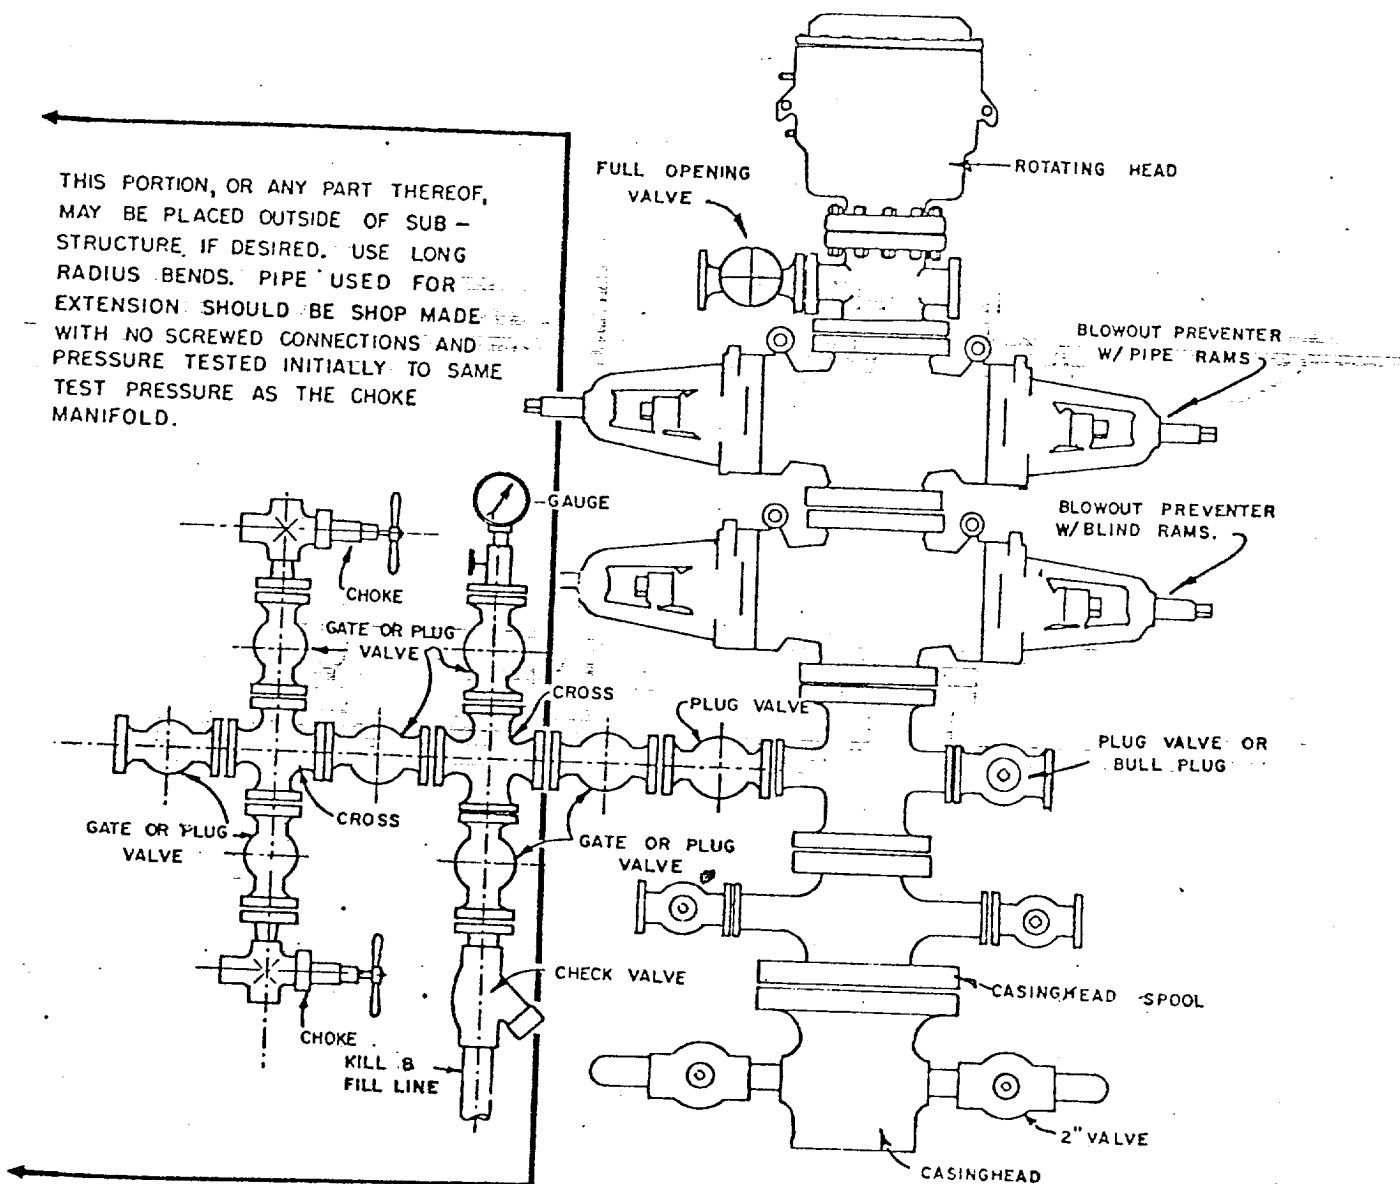 THIS PORTION, OR ANY PART THEREOF,
MAY BE PLACED OUTSIDE OF SUB-
STRUCTURE, IF DESIRED. USE LONG
RADIUS BENDS. PIPE USED FOR
EXTENSION SHOULD BE SHOP MADE
WITH NO SCREWED CONNECTIONS AND
PRESSURE TESTED INITIALLY TO SAME
TEST PRESSURE AS THE CHOKE
MANIFOLD.
FULL OPENING
VALVE
ROTATING HEAD
BLOWOUT PREVENTER
W/PIPE RAMS
BLOWOUT PREVENTER
W/BLIND RAMS.
GAUGE
CHOKE
GATE OR PLUG
VALVE
CROSS
PLUG VALVE
PLUG VALVE OR
BULL PLUG
CROSS
GATE OR PLUG
VALVE
GATE OR PLUG
VALVE
CHECK VALVE
CASINGHEAD SPOOL
CHOKE
KILL &
FILL LINE
2" VALVE
CASINGHEAD